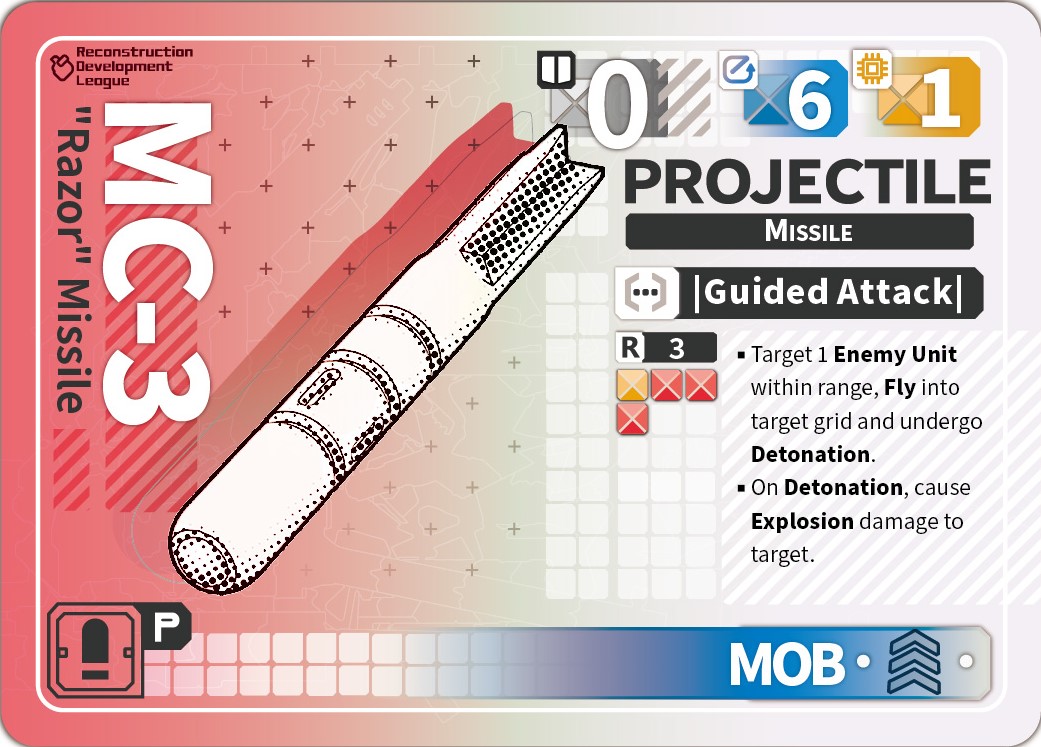 Reconstruction
Development
League
MC-3
"Razor" Missile
0
6
1
PROJECTILE
Missile
|Guided Attack|
R 3
▪ Target 1 Enemy Unit
within range, Fly into
target grid and undergo
Detonation.
▪ On Detonation, cause
Explosion damage to
target.
P
MOB